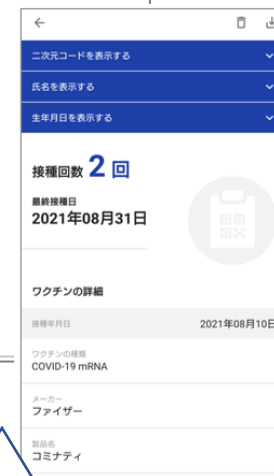 二次元コードを表示する
氏名を表示する
生年月日を表示する
接種回数 2 回
最終接種日
2021年08月31日
ワクチンの詳細
接種年月日 2021年08月10日
ワクチンの種類
COVID-19 mRNA
メーカー
ファイザー
製品名
コミナティ